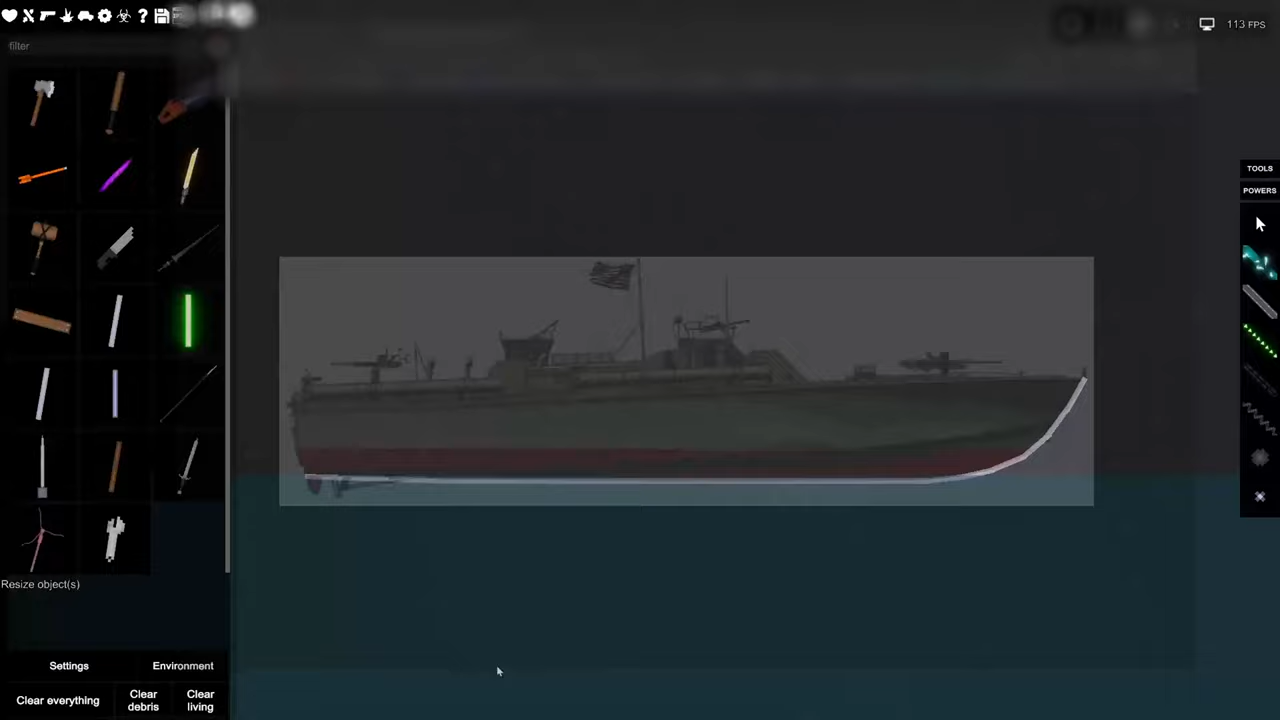 113 FPS
filter
TOOLS
POWERS
Resize object(s)
Settings
Environment
Clear everything
Clear debris
Clear living